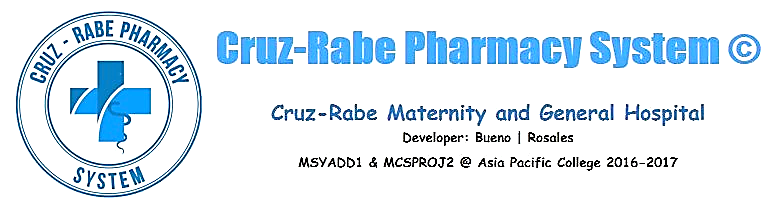 CRUZ - RABE PHARMACY
SYSTEM
Cruz-Rabe Pharmacy System ©
Cruz-Rabe Maternity and General Hospital
Developer: Bueno | Rosales
MSYADD1 & MCSPROJ2 @ Asia Pacific College 2016-2017